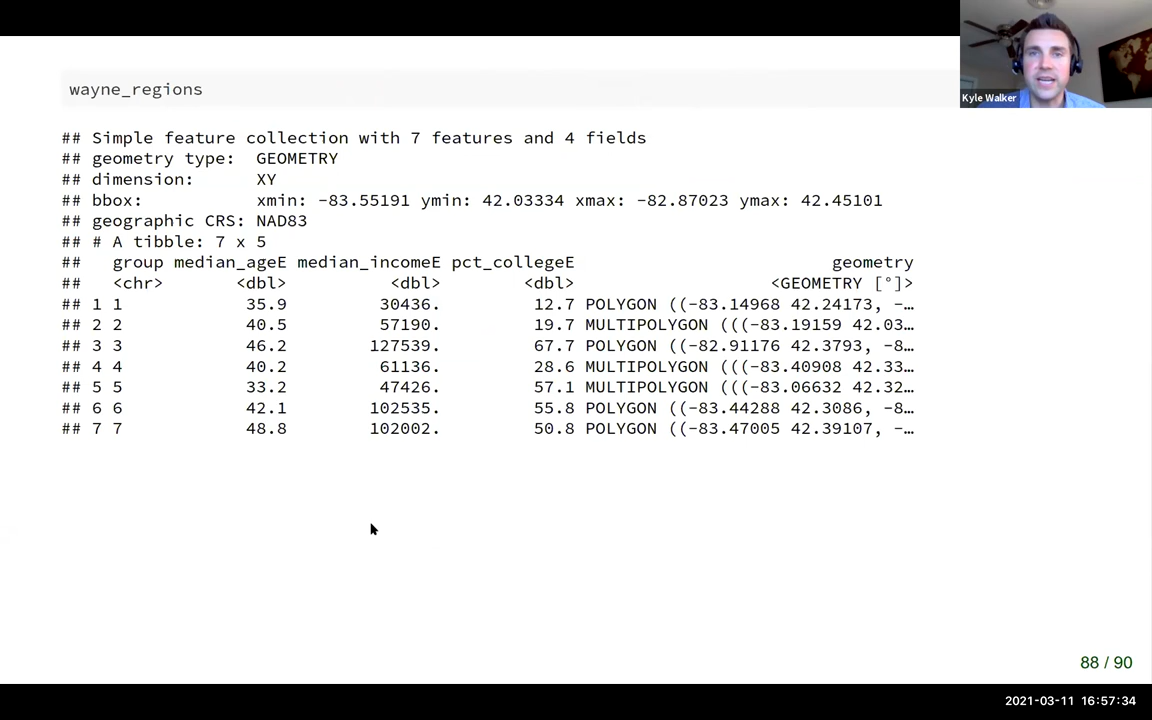 wayne_regions
Kyle Walker
## Simple feature collection with 7 features and 4 fields
## geometry type:  GEOMETRY
## dimension:      XY
## bbox:           xmin: -83.55191 ymin: 42.03334 xmax: -82.87023 ymax: 42.45101
## geographic CRS: NAD83
## # A tibble: 7 x 5
##   group median_ageE median_incomeE pct_collegeE                         geometry
##   <chr>       <dbl>          <dbl>        <dbl>                   <GEOMETRY [°]>
## 1 1            35.9         30436.         12.7 POLYGON ((-83.14968 42.24173, -…
## 2 2            40.5         57190.         19.7 MULTIPOLYGON (((-83.19159 42.03…
## 3 3            46.2        127539.         67.7 POLYGON ((-82.91176 42.3793, -8…
## 4 4            40.2         61136.         28.6 MULTIPOLYGON (((-83.40908 42.33…
## 5 5            33.2         47426.         57.1 MULTIPOLYGON (((-83.06632 42.32…
## 6 6            42.1        102535.         55.8 POLYGON ((-83.44288 42.3086, -8…
## 7 7            48.8        102002.         50.8 POLYGON ((-83.47005 42.39107, -…
88 / 90
2021-03-11 16:57:34